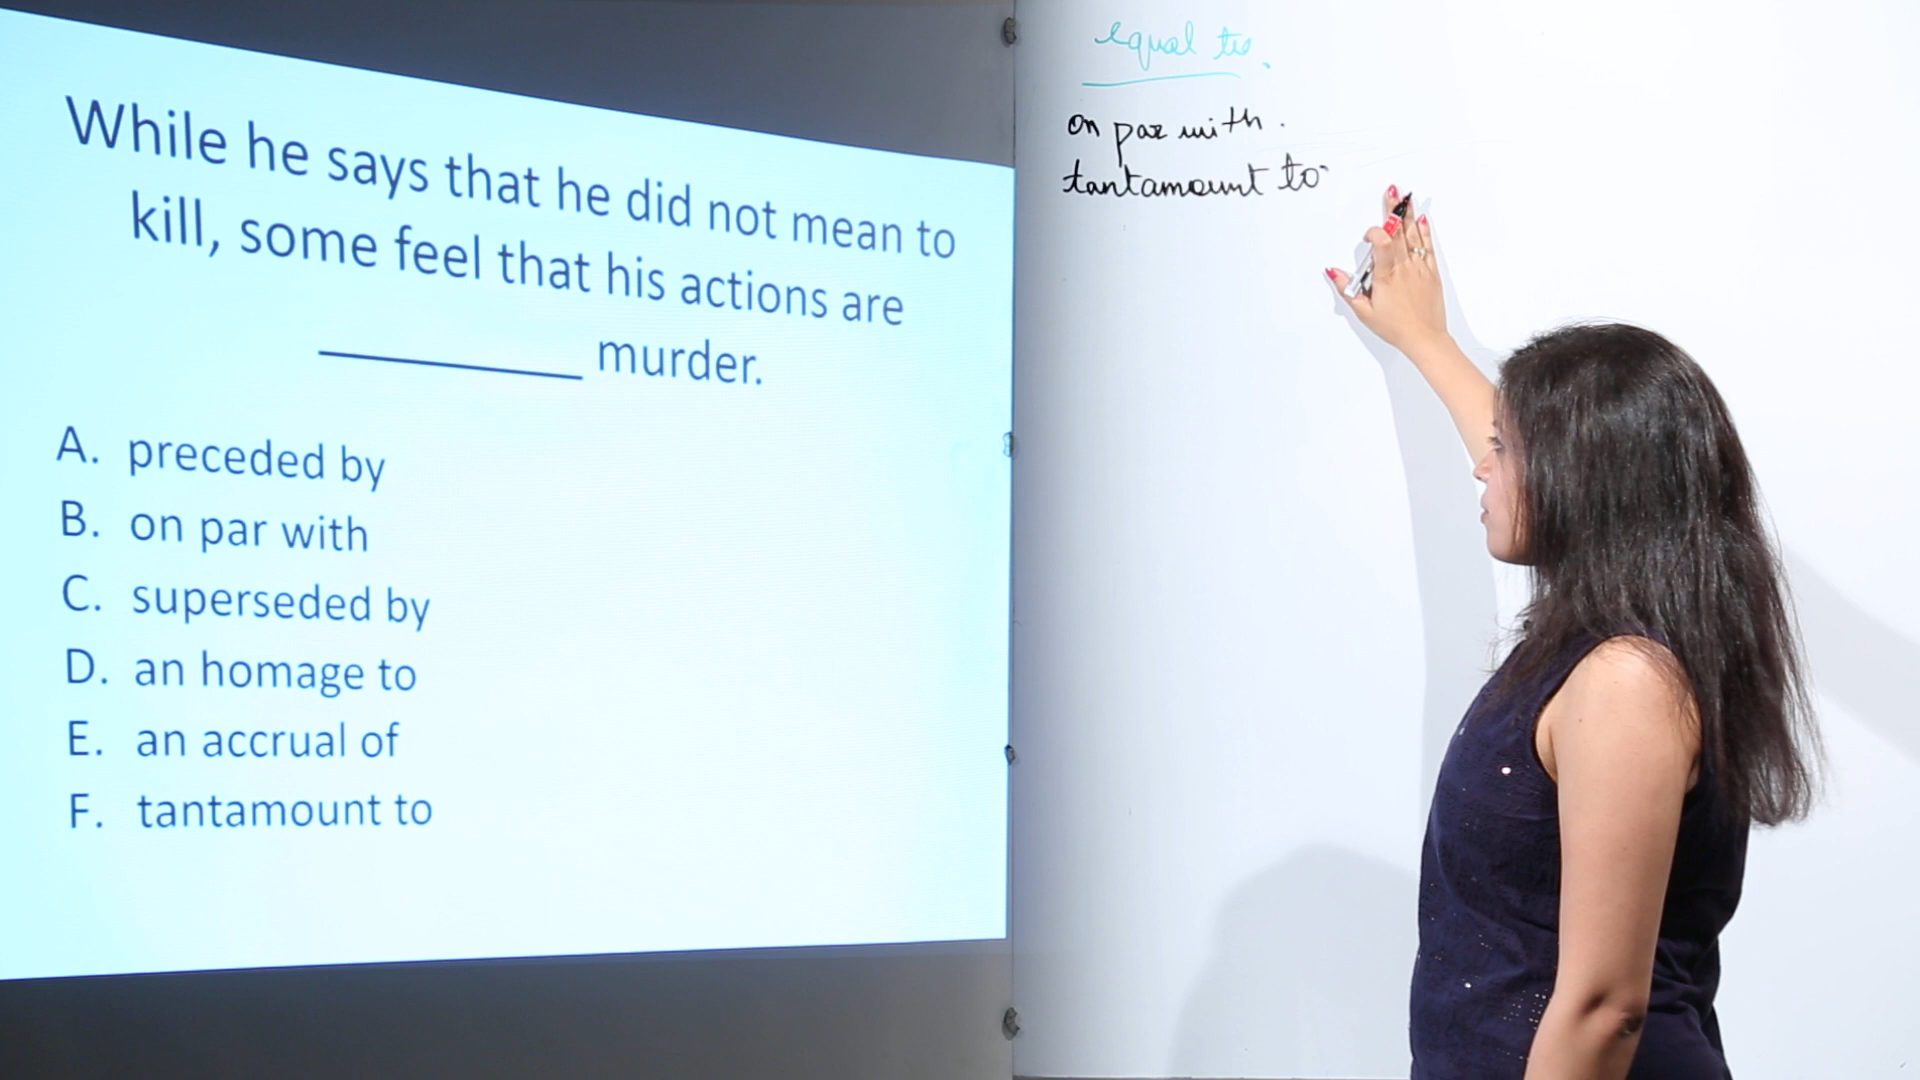 While he says that he did not mean to
kill, some feel that his actions are
__________ murder.
A. preceded by
B. on par with
C. superseded by
D. an homage to
E. an accrual of
F. tantamount to
equal to.
on par with.
tantamount to